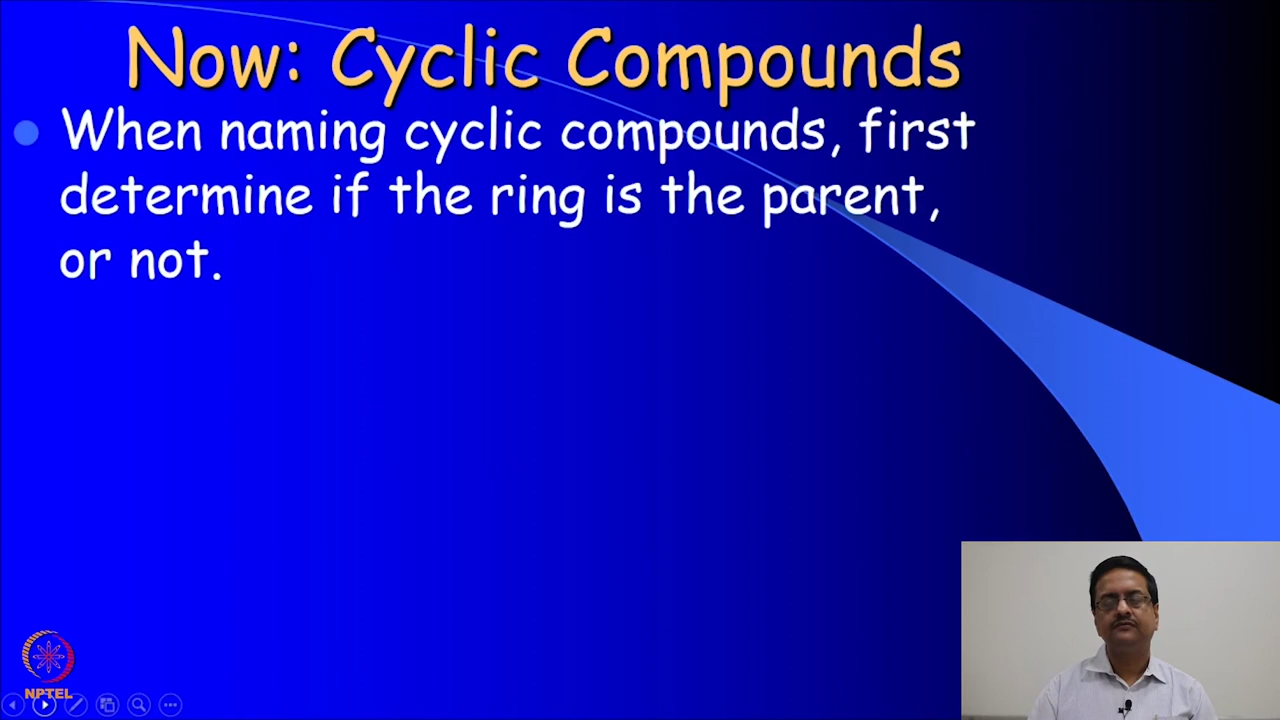 Now: Cyclic Compounds
When naming cyclic compounds, first
determine if the ring is the parent,
or not.
NPTEL